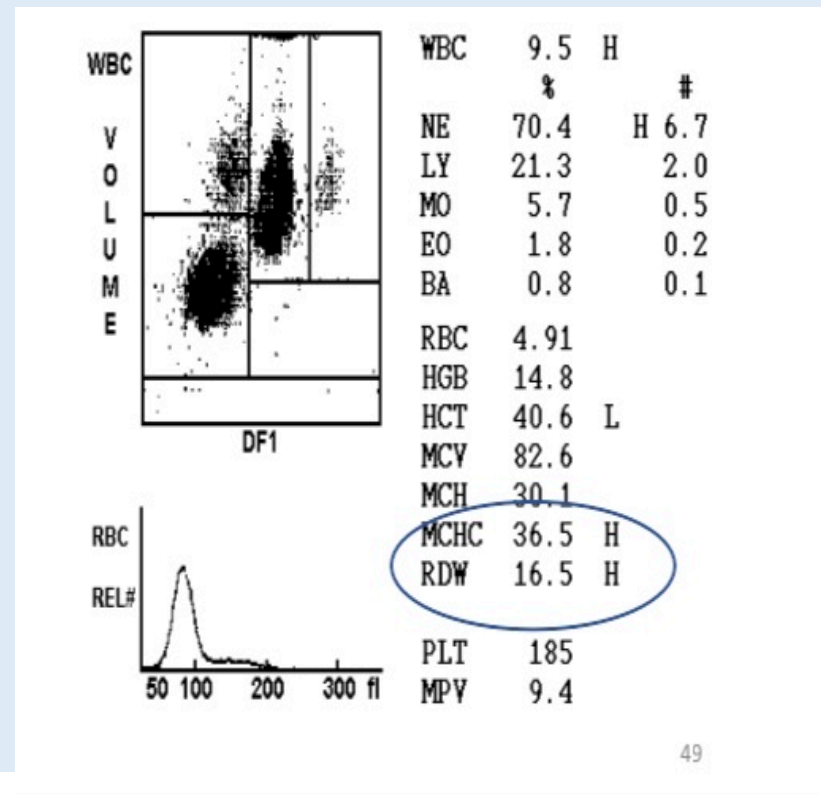 WBC
VOLUME
DF1
WBC 9.5 H
% #
NE 70.4 H 6.7
LY 21.3 2.0
MO 5.7 0.5
EO 1.8 0.2
BA 0.8 0.1
RBC 4.91
HGB 14.8
HCT 40.6 L
MCV 82.6
MCH 30.1
MCHC 36.5 H
RDW 16.5 H
PLT 185
MPV 9.4
RBC
REL#
50 100 200 300 fl
49